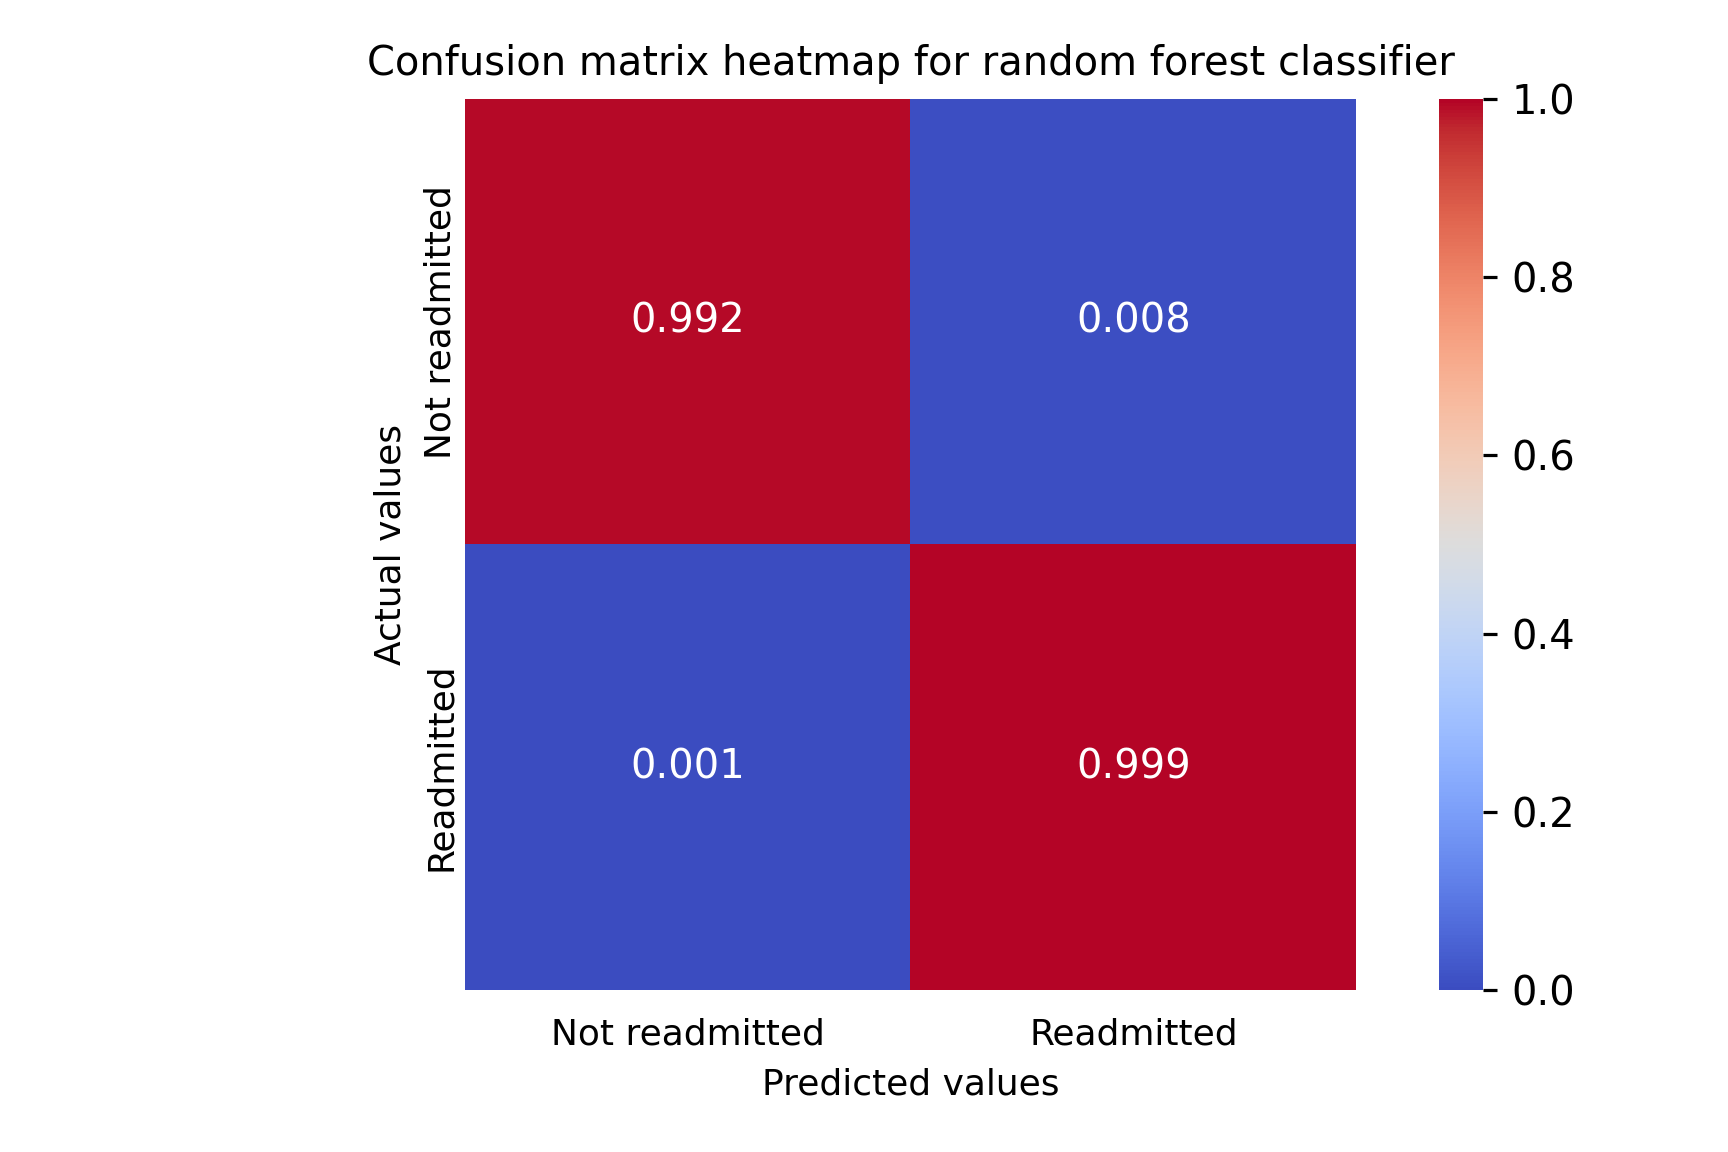 Confusion matrix heatmap for random forest classifier
Actual values
Not readmitted
Readmitted
0.992
0.008
0.001
0.999
Not readmitted
Readmitted
Predicted values
1.0
0.8
0.6
0.4
0.2
0.0